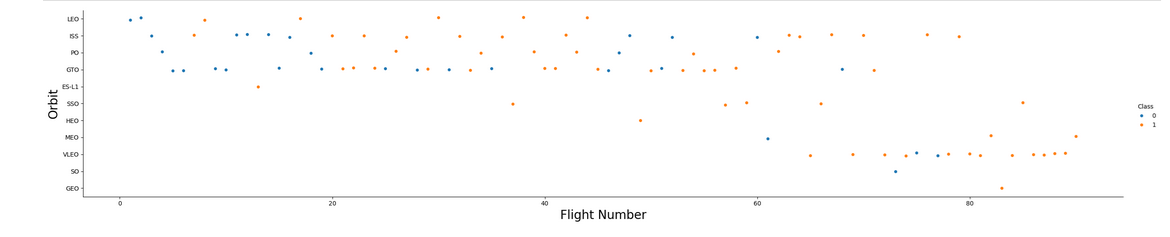 LEO
ISS
PO
GTO
ES-L1
SSO
HEO
MEO
VLEO
SO
GEO
Orbit
0 20 40 60 80
Flight Number
Class
0
1